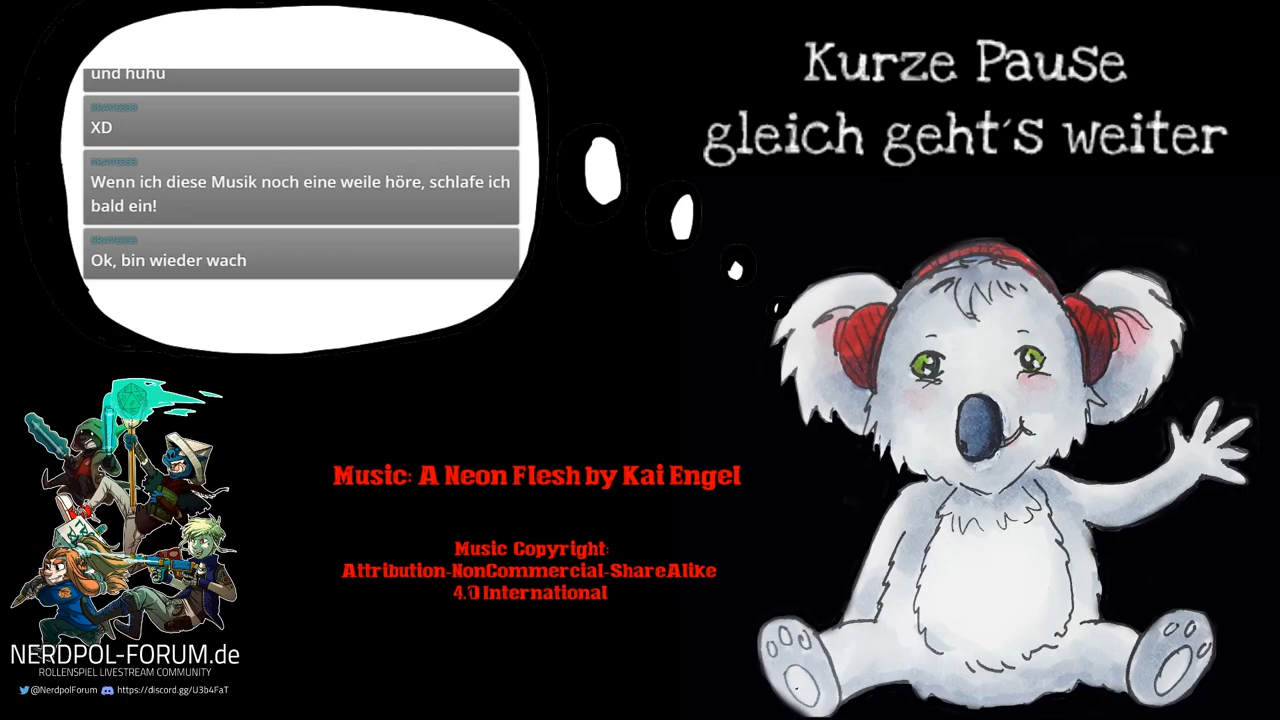 und huhu
XD
Wenn ich diese Musik noch eine weile höre, schlafe ich
bald ein!
Ok, bin wieder wach
Kurze Pause
gleich geht's weiter
Music: A Neon Flesh by Kai Engel
Music Copyright:
Attribution-NonCommercial-ShareAlike
4.0 International
NERDPOL-FORUM.de
ROLLENSPIEL LIVESTREAM COMMUNITY
@NerdpolForum https://discord.gg/U3b4FaT